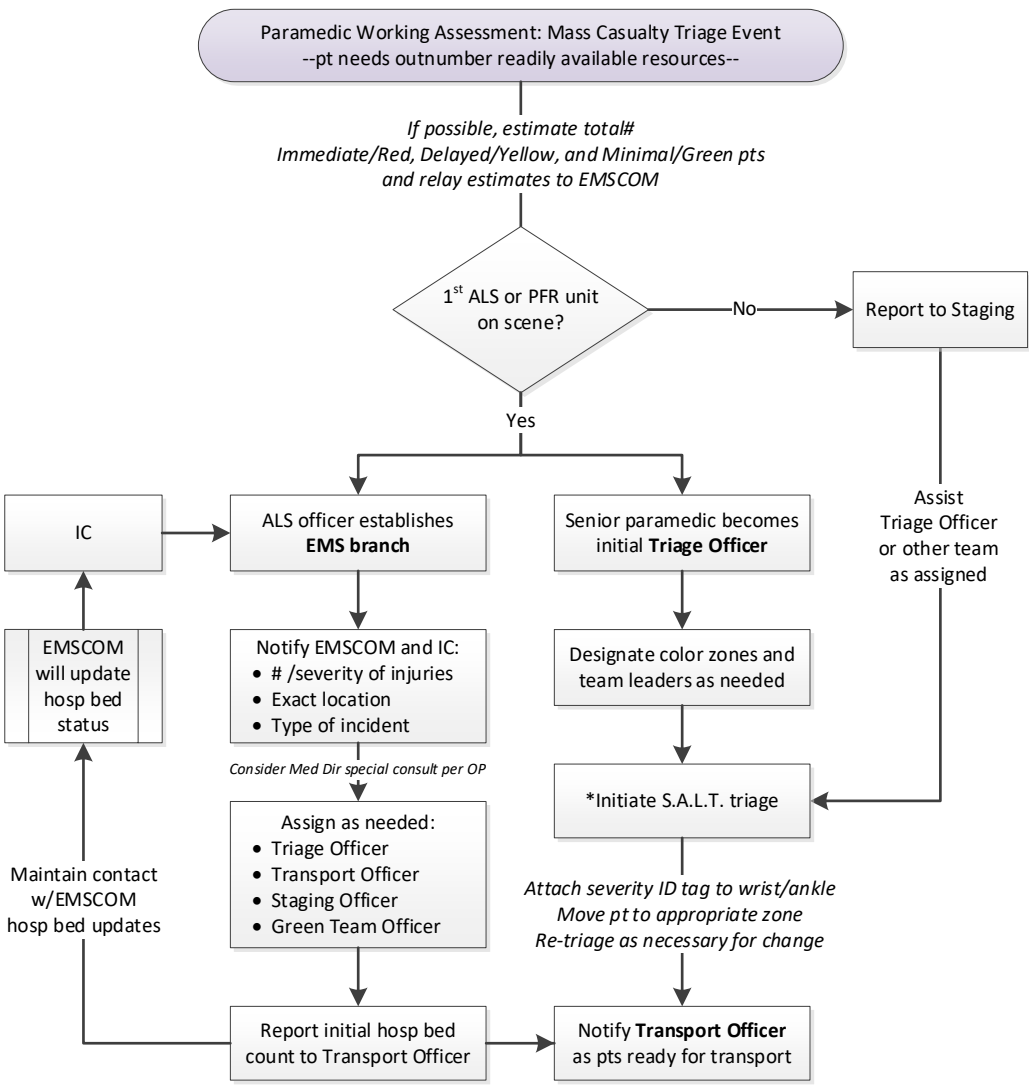 Paramedic Working Assessment: Mass Casualty Triage Event
--pt needs outnumber readily available resources--
If possible, estimate total#
Immediate/Red, Delayed/Yellow, and Minimal/Green pts
and relay estimates to EMSCOM
1st ALS or PFR unit
on scene?
No
Report to Staging
Yes
Assist
Triage Officer
or other team
as assigned
IC
ALS officer establishes
EMS branch
Senior paramedic becomes
initial Triage Officer
EMSCOM
will update
hosp bed
status
Notify EMSCOM and IC:
• # /severity of injuries
• Exact location
• Type of incident
Designate color zones and
team leaders as needed
Consider Med Dir special consult per OP
*Initiate S.A.L.T. triage
Assign as needed:
• Triage Officer
• Transport Officer
• Staging Officer
• Green Team Officer
Maintain contact
w/EMSCOM
hosp bed updates
Attach severity ID tag to wrist/ankle
Move pt to appropriate zone
Re-triage as necessary for change
Report initial hosp bed
count to Transport Officer
Notify Transport Officer
as pts ready for transport